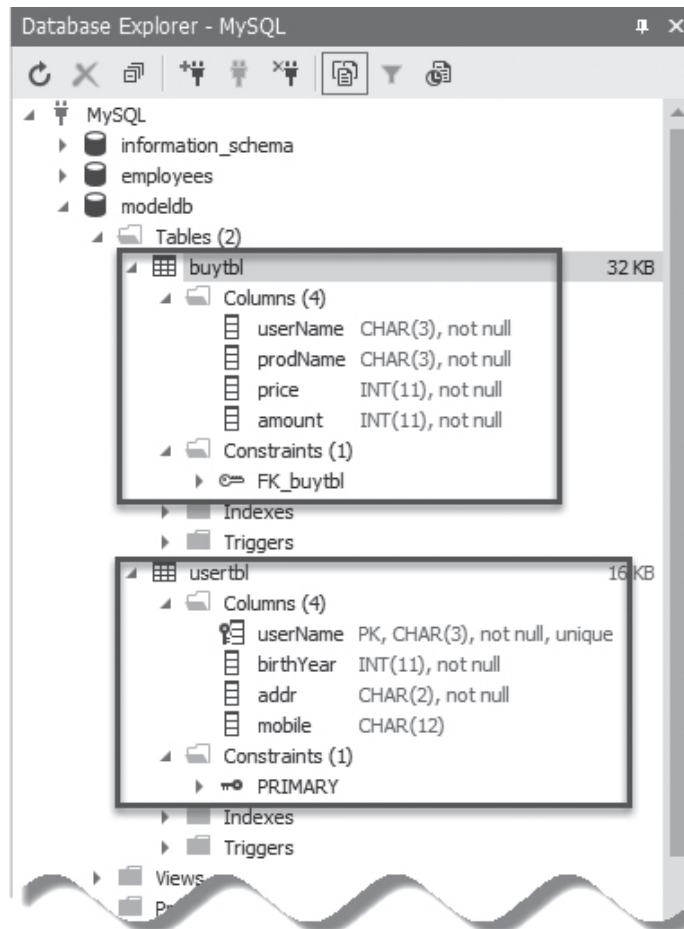 Database Explorer - MySQL
MySQL
information_schema
employees
modeldb
Tables (2)
buytbl 32 KB
Columns (4)
userName CHAR(3), not null
prodName CHAR(3), not null
price INT(11), not null
amount INT(11), not null
Constraints (1)
FK_buytbl
Indexes
Triggers
usertbl 16 KB
Columns (4)
userName PK, CHAR(3), not null, unique
birthYear INT(11), not null
addr CHAR(2), not null
mobile CHAR(12)
Constraints (1)
PRIMARY
Indexes
Triggers
Views